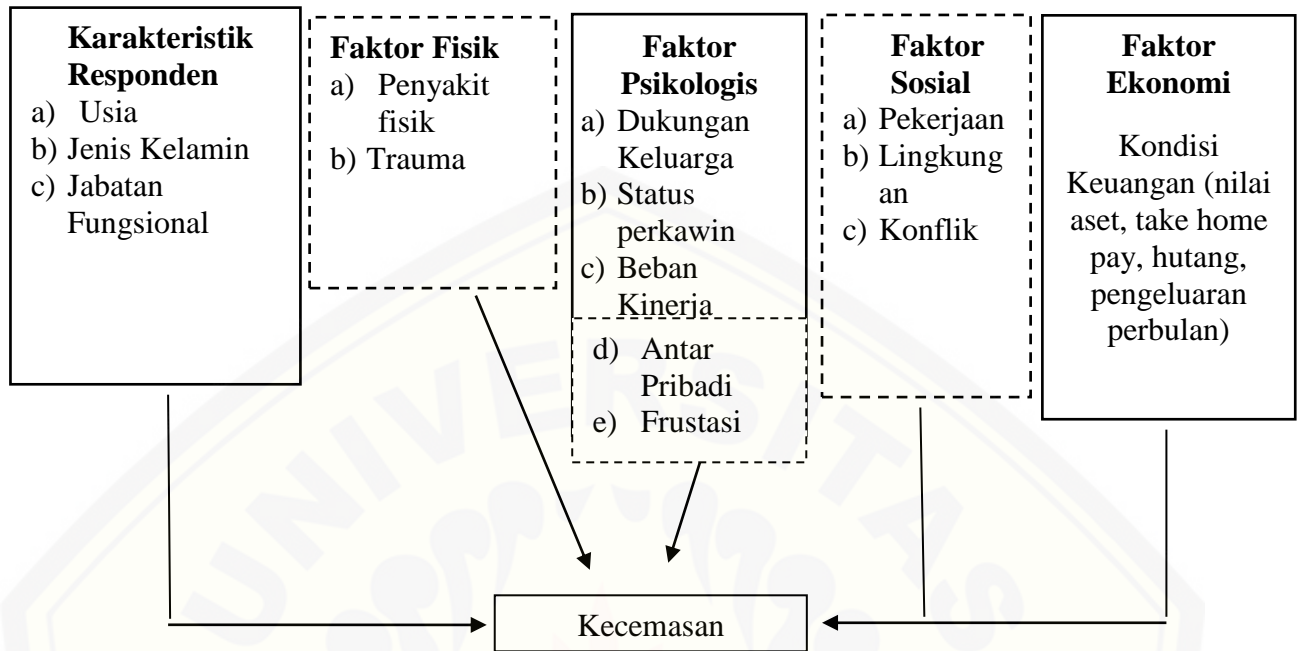 Karakteristik
Responden
a) Usia
b) Jenis Kelamin
c) Jabatan
Fungsional
Faktor Fisik
a) Penyakit
fisik
b) Trauma
Faktor
Psikologis
a) Dukungan
Keluarga
b) Status
perkawin
c) Beban
Kinerja
d) Antar
Pribadi
e) Frustasi
Faktor
Sosial
a) Pekerjaan
b) Lingkung
an
c) Konflik
Faktor
Ekonomi
Kondisi
Keuangan (nilai
aset, take home
pay, hutang,
pengeluaran
perbulan)
UNIVERSITAS
Kecemasan